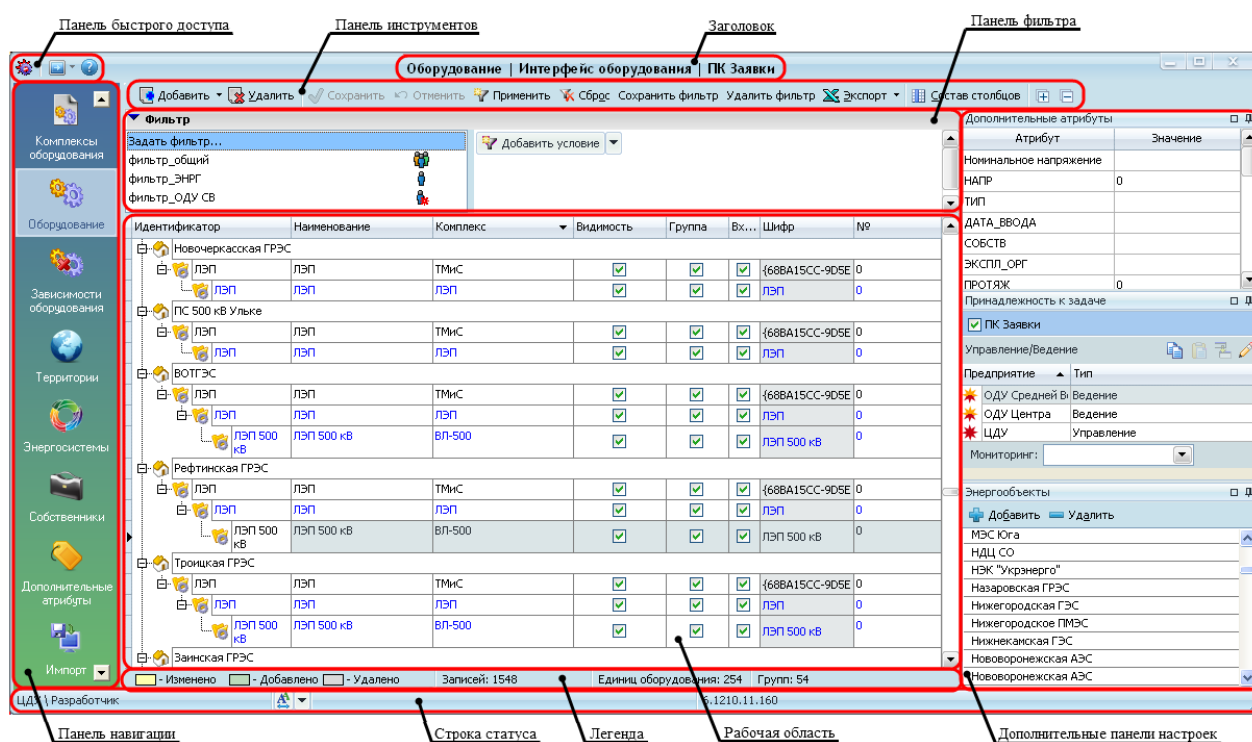 Панель быстрого доступа
Панель инструментов
Заголовок
Панель фильтра
Оборудование | Интерфейс оборудования | ПК Заявки
Добавить Удалить Сохранить Отменить Применить Сброс Сохранить фильтр Удалить фильтр Экспорт Состав столбцов
Комплексы оборудования
Оборудование
Зависимости оборудования
Территории
Энергосистемы
Собственники
Дополнительные атрибуты
Импорт
Фильтр
Задать фильтр...
фильтр_общий
фильтр_ЭНРГ
фильтр_ОДУ СВ
Добавить условие
Идентификатор Наименование Комплекс Видимость Группа Вх... Шифр №
Новочеркасская ГРЭС
ЛЭП ЛЭП ТМиС {68BA15CC-9D5E 0
ЛЭП ЛЭП ЛЭП ЛЭП 0
ПС 500 кВ Ульке
ЛЭП ЛЭП ТМиС {68BA15CC-9D5E 0
ЛЭП ЛЭП ЛЭП ЛЭП 0
ВОТГЭС
ЛЭП ЛЭП ТМиС {68BA15CC-9D5E 0
ЛЭП ЛЭП ЛЭП ЛЭП 0
ЛЭП 500 кВ ЛЭП 500 кВ ВЛ-500 ЛЭП 500 кВ 0
Рефтинская ГРЭС
ЛЭП ЛЭП ТМиС {68BA15CC-9D5E 0
ЛЭП ЛЭП ЛЭП ЛЭП 0
ЛЭП 500 кВ ЛЭП 500 кВ ВЛ-500 ЛЭП 500 кВ 0
Троицкая ГРЭС
ЛЭП ЛЭП ТМиС {68BA15CC-9D5E 0
ЛЭП ЛЭП ЛЭП ЛЭП 0
ЛЭП 500 кВ ЛЭП 500 кВ ВЛ-500 ЛЭП 500 кВ 0
Заинская ГРЭС
- Изменено - Добавлено - Удалено Записей: 1548 Единиц оборудования: 254 Групп: 54
Дополнительные атрибуты
Атрибут Значение
Номинальное напряжение
НАПР 0
ТИП
ДАТА_ВВОДА
СОБСТВ
ЭКСПЛ_ОРГ
ПРОТЯЖ 0
Принадлежность к задаче
ПК Заявки
Управление/Ведение
Предприятие Тип
ОДУ Средней В Ведение
ОДУ Центра Ведение
ЦДУ Управление
Мониторинг:
Энергообъекты
Добавить Удалить
МЭС Юга
НДЦ СО
НЭК "Укрэнерго"
Назаровская ГРЭС
Нижегородская ГЭС
Нижегородское ПМЭС
Нижнекамская ГЭС
Нововоронежская АЭС
Нововоронежская АЭС
ЦДУ \ Разработчик
6.1210.11.160
Панель навигации
Строка статуса
Легенда
Рабочая область
Дополнительные панели настроек